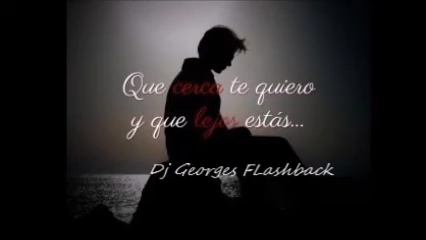 Que cerca te quiero
y que lejos estás...
Dj Georges FLashback